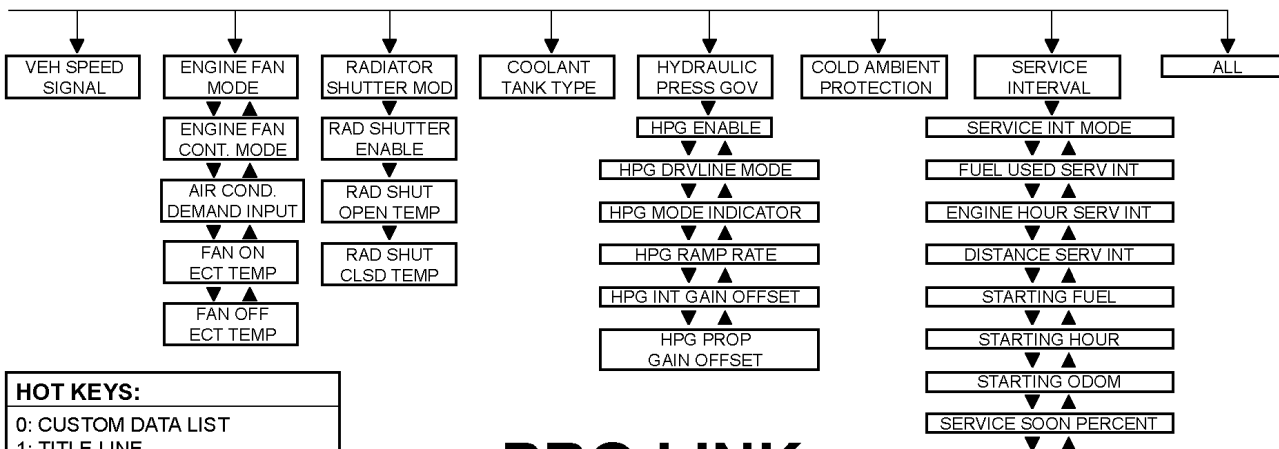 VEH SPEED
SIGNAL
ENGINE FAN
MODE
ENGINE FAN
CONT. MODE
AIR COND.
DEMAND INPUT
FAN ON
ECT TEMP
FAN OFF
ECT TEMP
RADIATOR
SHUTTER MOD
RAD SHUTTER
ENABLE
RAD SHUT
OPEN TEMP
RAD SHUT
CLSD TEMP
COOLANT
TANK TYPE
HYDRAULIC
PRESS GOV
HPG ENABLE
HPG DRVLINE MODE
HPG MODE INDICATOR
HPG RAMP RATE
HPG INT GAIN OFFSET
HPG PROP
GAIN OFFSET
COLD AMBIENT
PROTECTION
SERVICE
INTERVAL
SERVICE INT MODE
FUEL USED SERV INT
ENGINE HOUR SERV INT
DISTANCE SERV INT
STARTING FUEL
STARTING HOUR
STARTING ODOM
SERVICE SOON PERCENT
ALL
HOT KEYS:
0: CUSTOM DATA LIST
1: TITLE LINE
PRO LINK